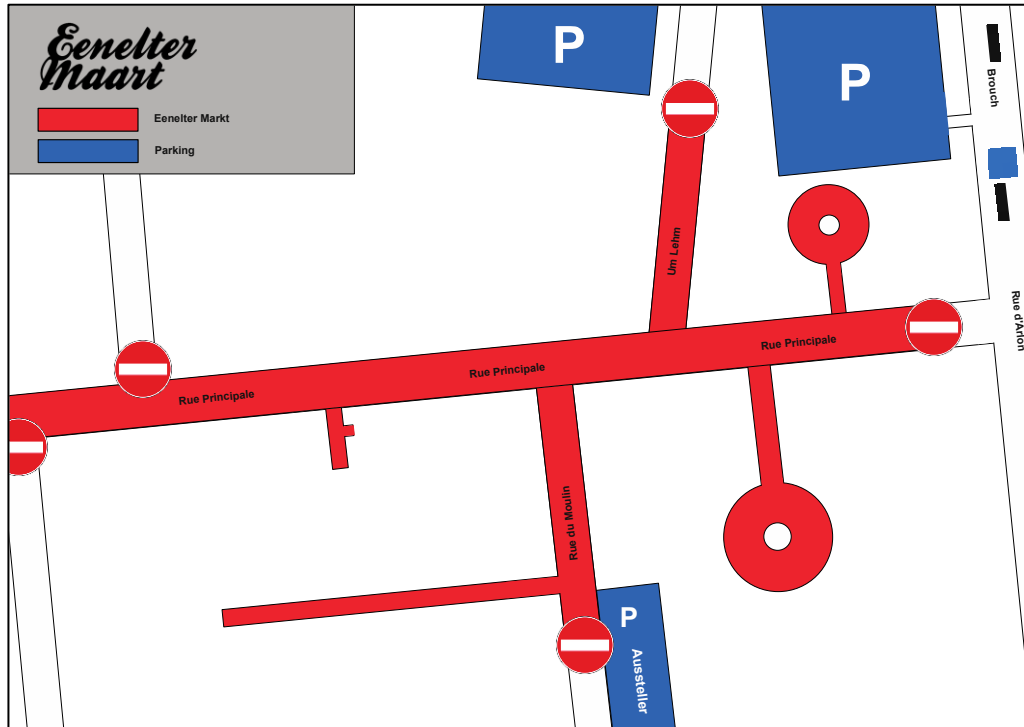 Eenelter
Maart
Eenelter Markt
Parking
P
P
Brouch
Um Lehm
Rue d'Arlon
Rue Principale
Rue Principale
Rue Principale
Rue du Moulin
P
Aussteller